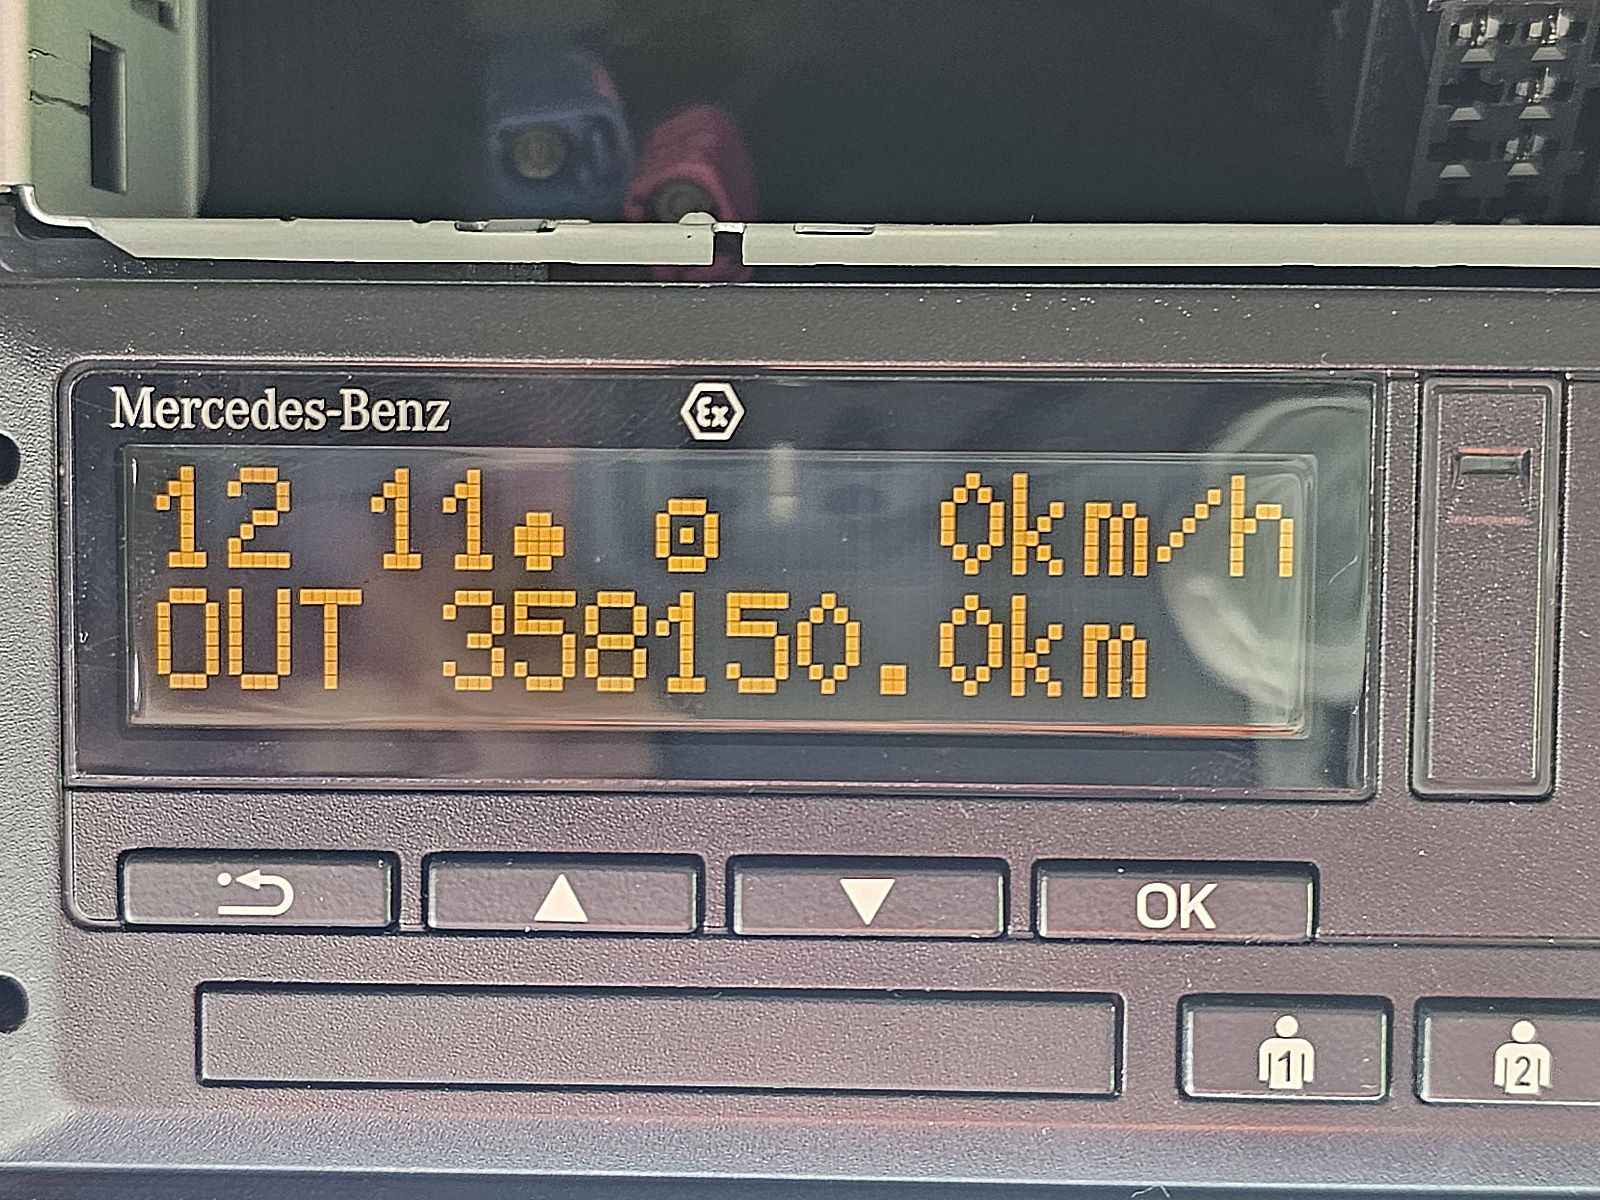 Mercedes-Benz
Ex
12 11 0km/h
OUT 358150.0km
OK
1
2